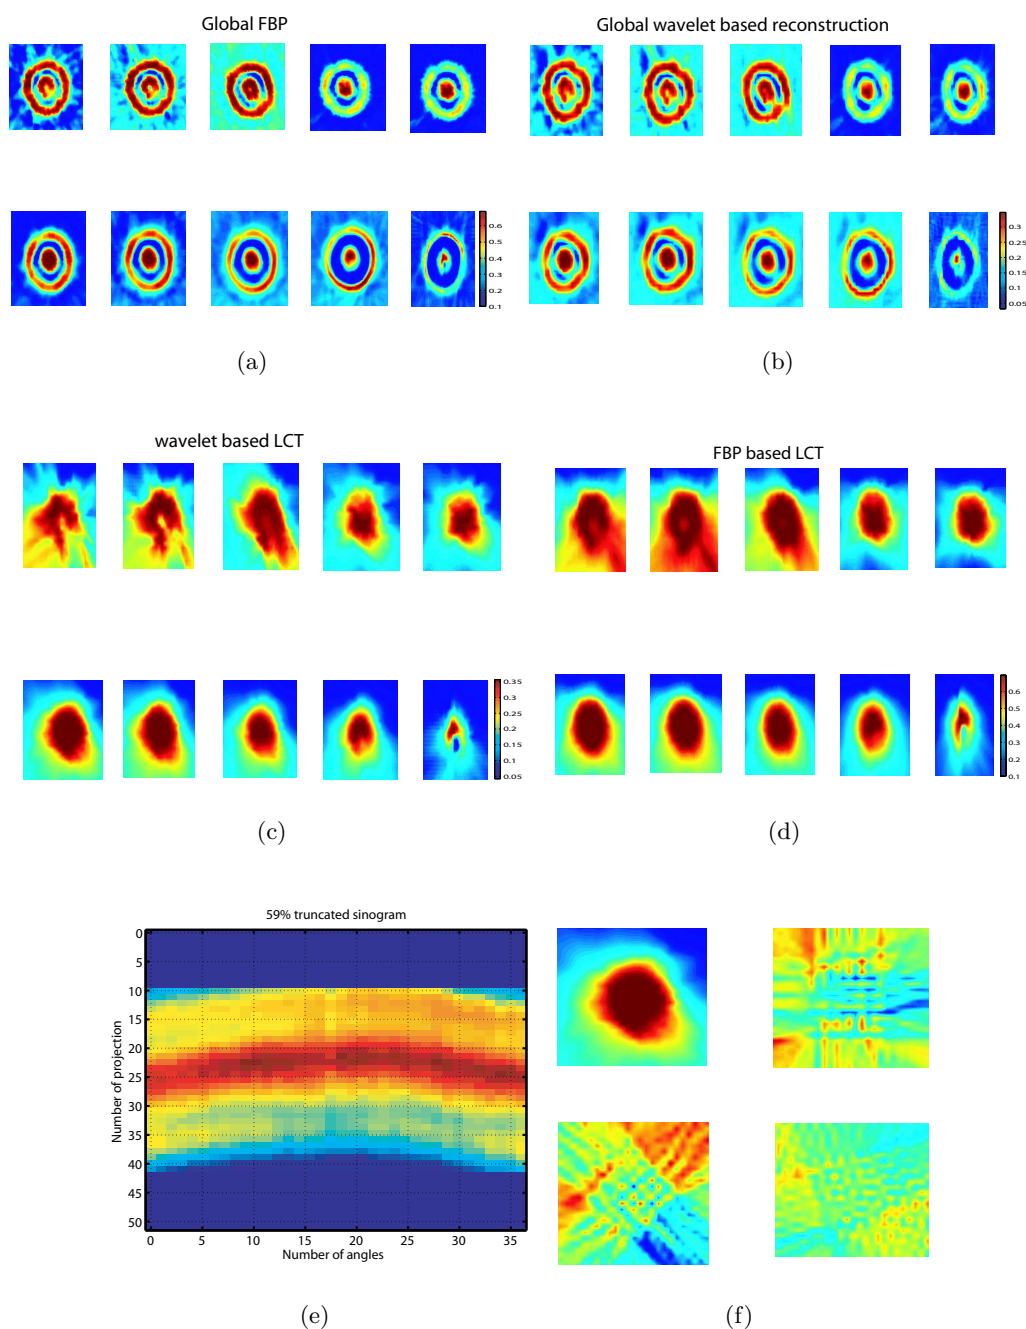 Global FBP
Global wavelet based reconstruction
0.6
0.5
0.4
0.3
0.2
0.1
0.3
0.25
0.2
0.15
0.1
0.05
(a)
(b)
wavelet based LCT
FBP based LCT
0.35
0.3
0.25
0.2
0.15
0.1
0.05
0.6
0.5
0.4
0.3
0.2
0.1
(c)
(d)
59% truncated sinogram
Number of projection
0
5
10
15
20
25
30
35
40
45
50
0 5 10 15 20 25 30 35
Number of angles
(e)
(f)